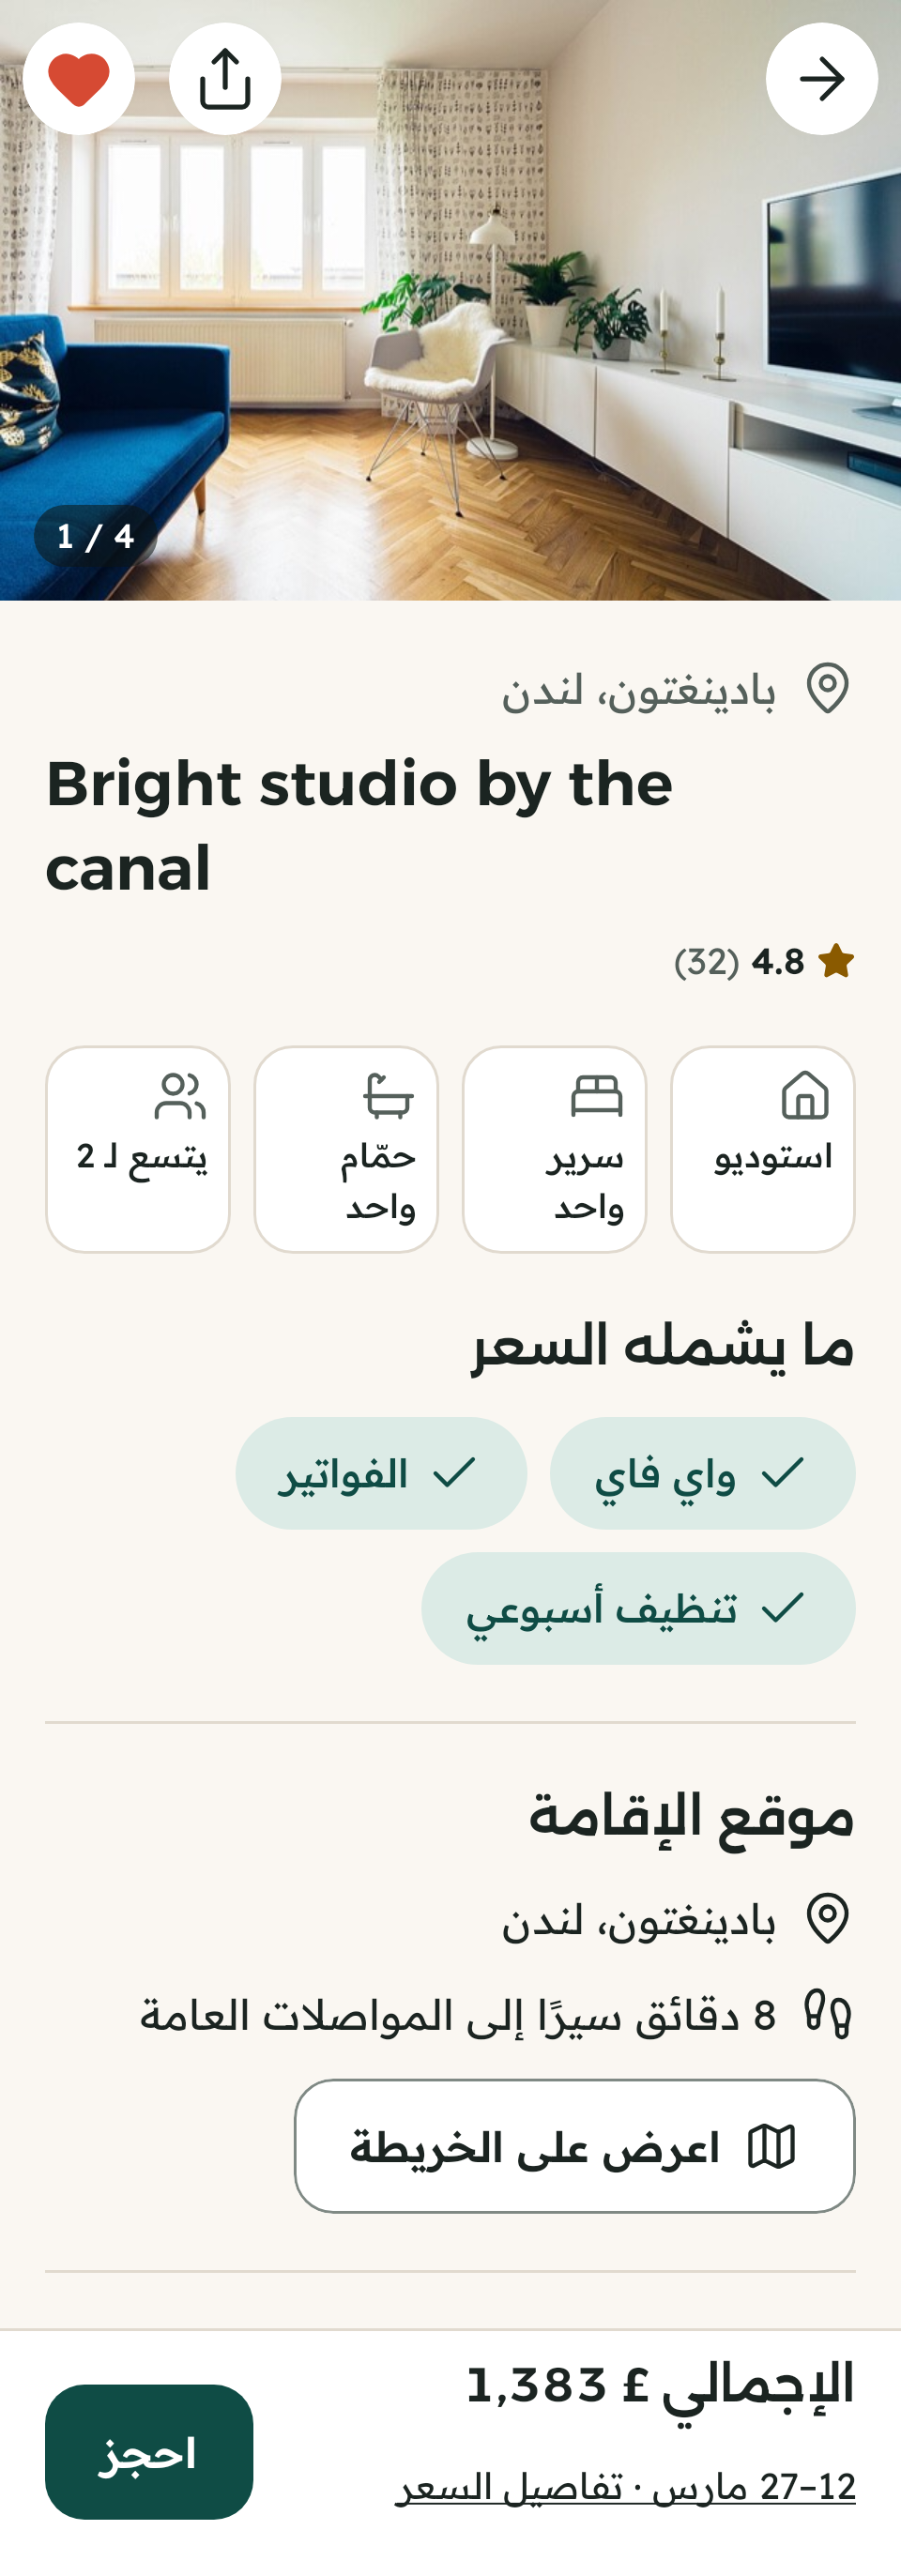 1 / 4
بادينغتون، لندن
Bright studio by the
canal
4.8 (32)
استوديو
سرير
واحد
حمّام
واحد
يتسع لـ 2
ما يشمله السعر
واي فاي
الفواتير
تنظيف أسبوعي
موقع الإقامة
بادينغتون، لندن
8 دقائق سيرًا إلى المواصلات العامة
اعرض على الخريطة
الإجمالي £ 1,383
12–27 مارس · تفاصيل السعر
احجز